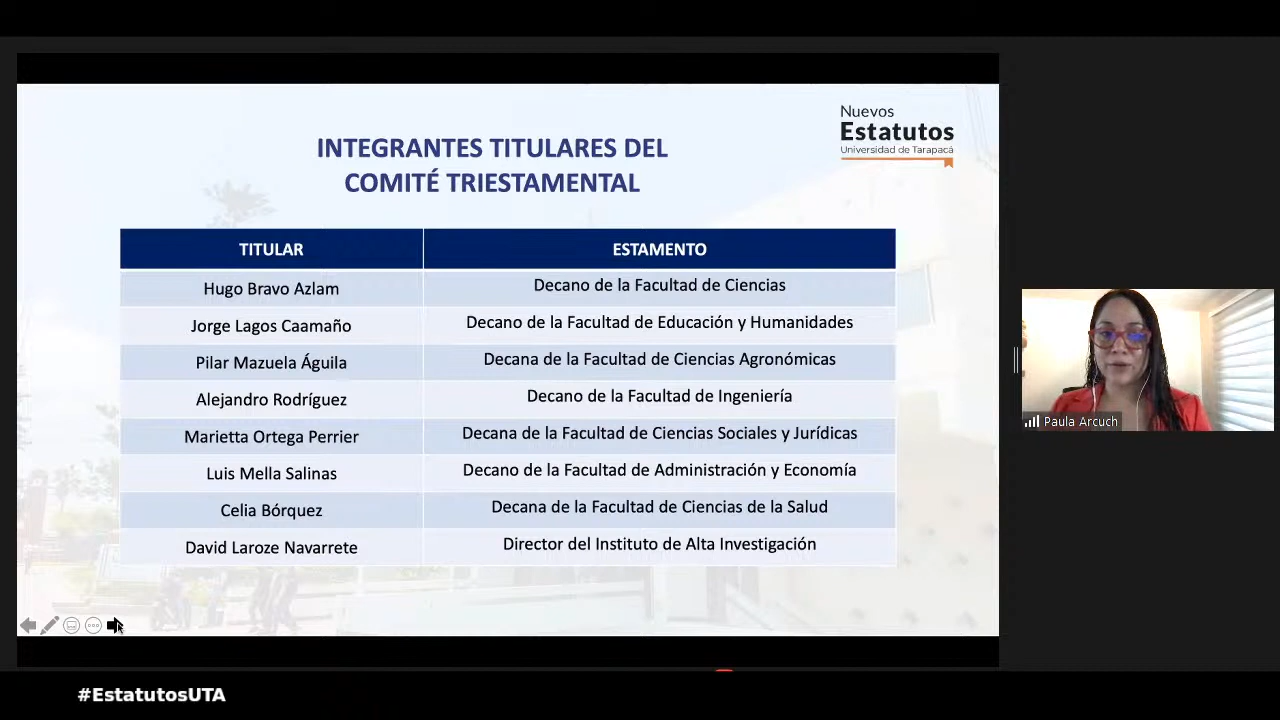 Nuevos
Estatutos
Universidad de Tarapacá
INTEGRANTES TITULARES DEL
COMITÉ TRIESTAMENTAL
TITULAR ESTAMENTO
Hugo Bravo Azlam Decano de la Facultad de Ciencias
Jorge Lagos Caamaño Decano de la Facultad de Educación y Humanidades
Pilar Mazuela Águila Decana de la Facultad de Ciencias Agronómicas
Alejandro Rodríguez Decano de la Facultad de Ingeniería
Marietta Ortega Perrier Decana de la Facultad de Ciencias Sociales y Jurídicas
Luis Mella Salinas Decano de la Facultad de Administración y Economía
Celia Bórquez Decana de la Facultad de Ciencias de la Salud
David Laroze Navarrete Director del Instituto de Alta Investigación
Paula Arcuch
#EstatutosUTA